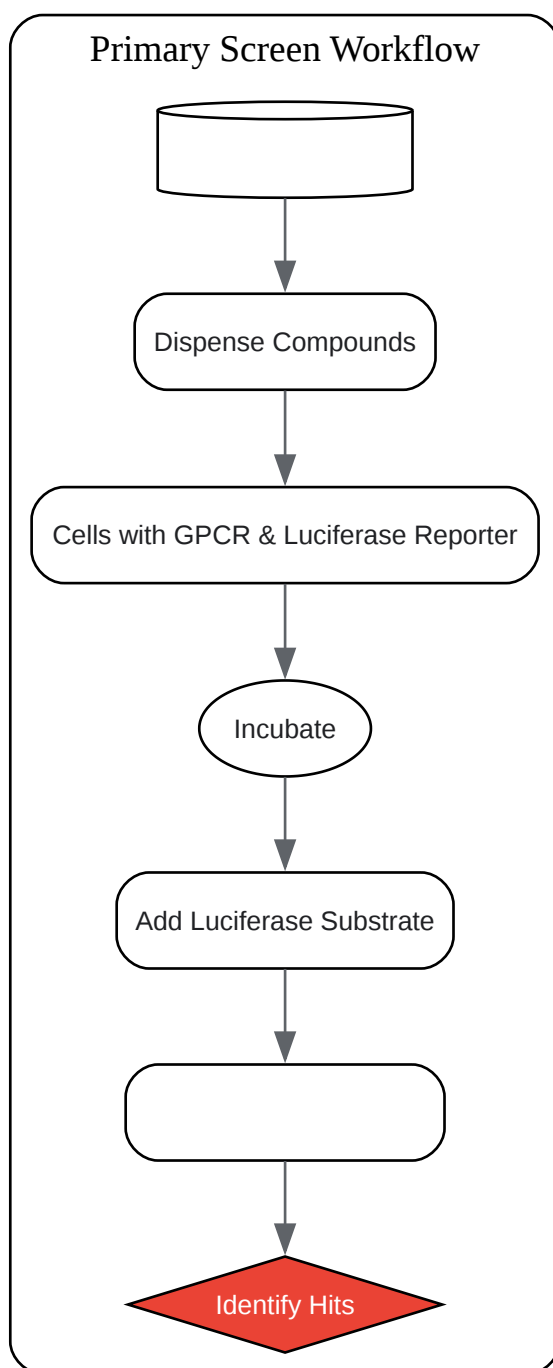 Primary Screen Workflow
Dispense Compounds
Cells with GPCR & Luciferase Reporter
Incubate
Add Luciferase Substrate
Identify Hits